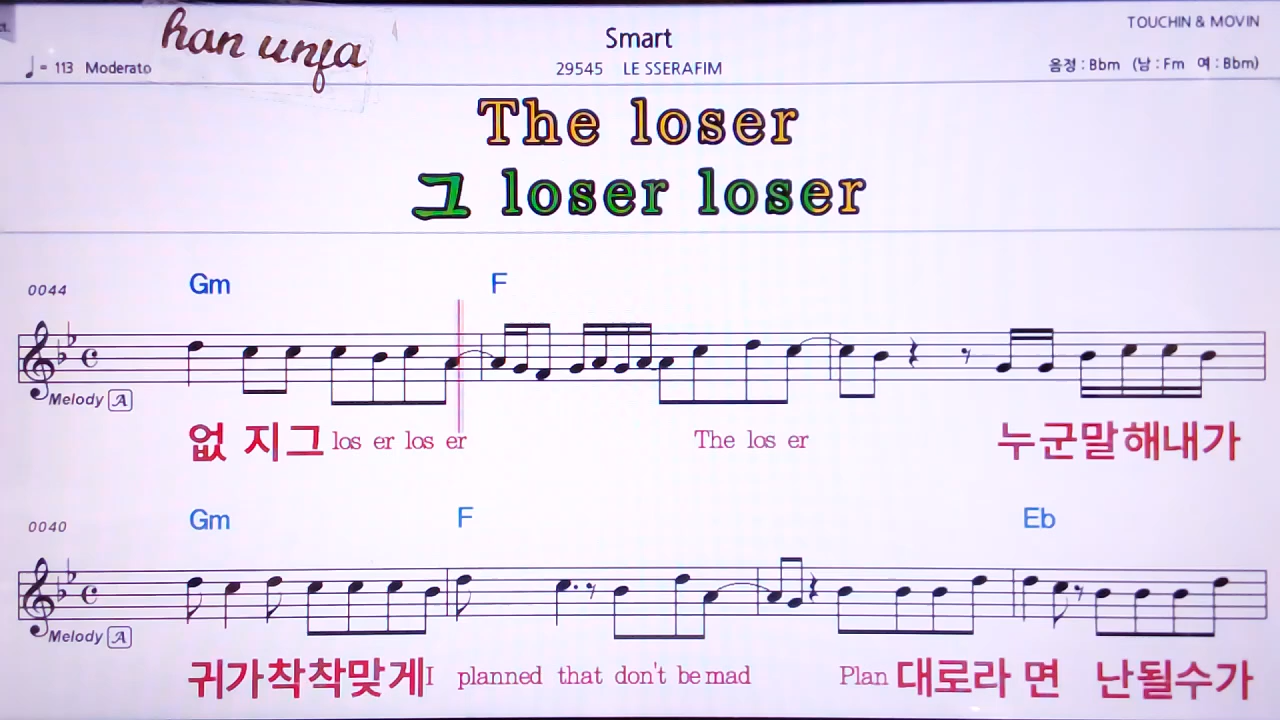 TOUCHIN & MOVIN
han unfa
Smart
♩= 113 Moderato
29545 LE SSERAFIM
음정 : Bbm (남 : Fm 여 : Bbm)
The loser
그 loser loser
0044
Gm F
Melody A
없 지그 los er los er The los er 누군말해내가
0040
Gm F Eb
Melody A
귀가착착맞게I planned that don't be mad Plan 대로라 면 난될수가